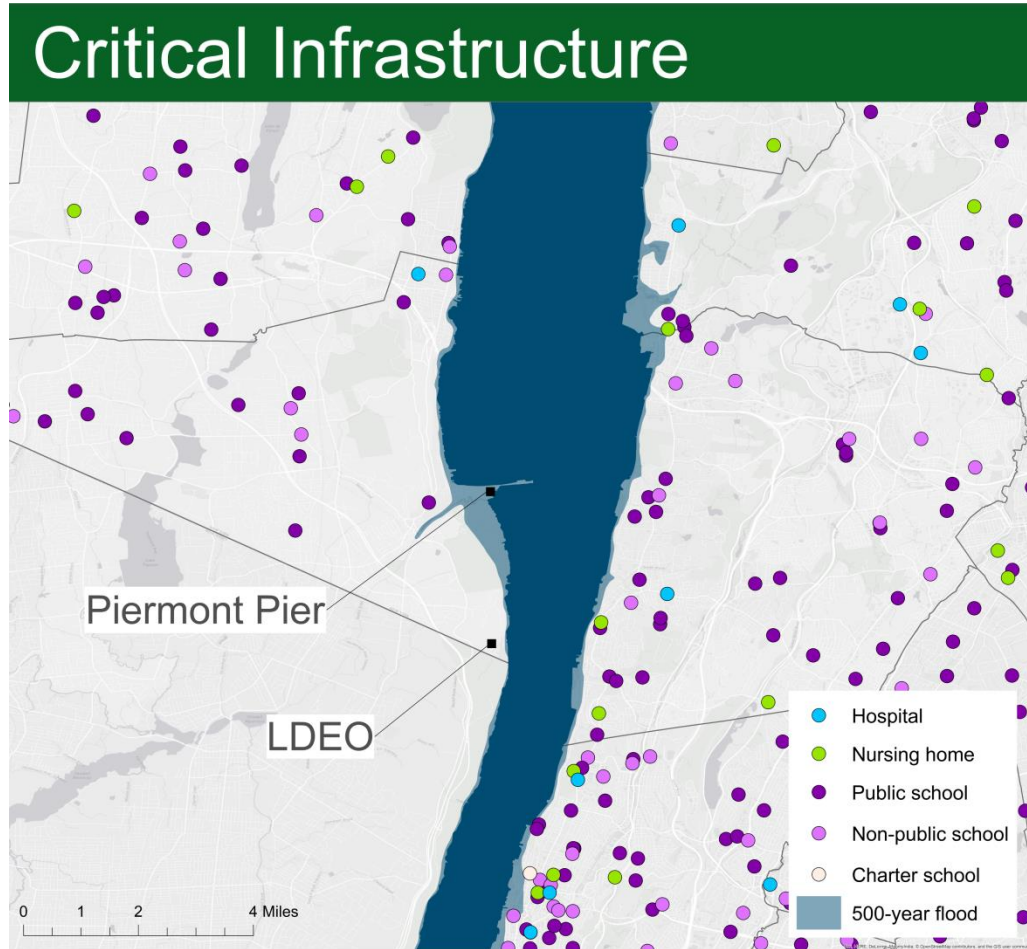 Critical Infrastructure
Piermont Pier
LDEO
Hospital
Nursing home
Public school
Non-public school
Charter school
500-year flood
0 1 2 4 Miles